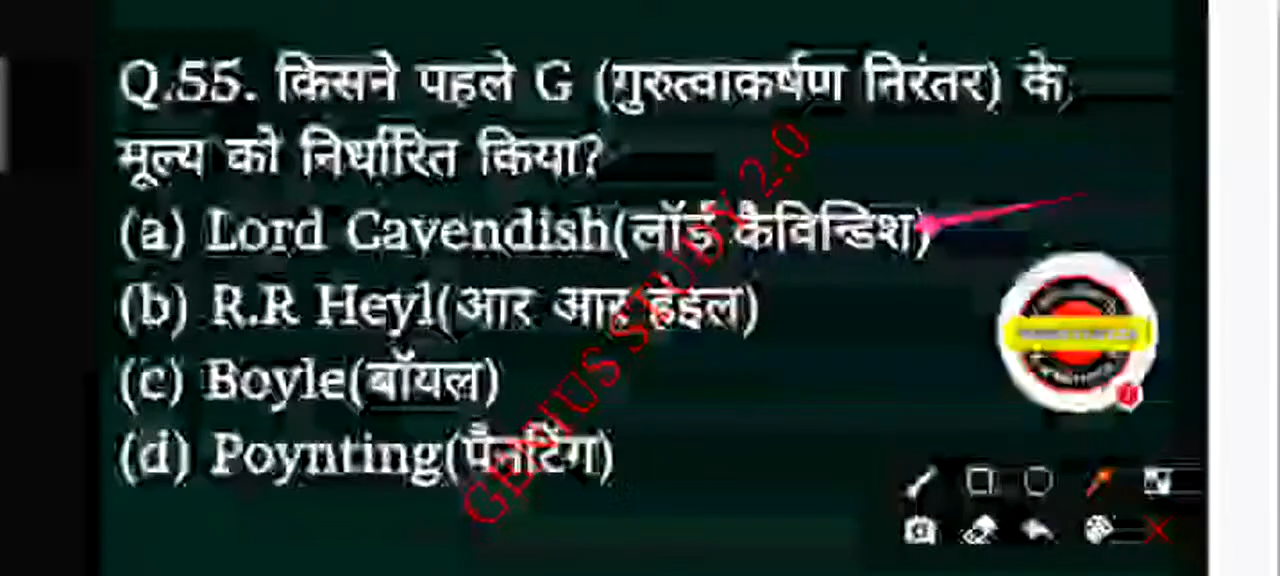 Q.55. किसने पहले G (गुरुत्वाकर्षण निरंतर) के
मूल्य को निर्धारित किया?
(a) Lord Cavendish(लॉर्ड कैविन्डिश)
(b) R.R Heyl(आर आर हेइल)
(c) Boyle(बॉयल)
(d) Poynting(पैनटिंग)
GENIUS STUDY 2.0